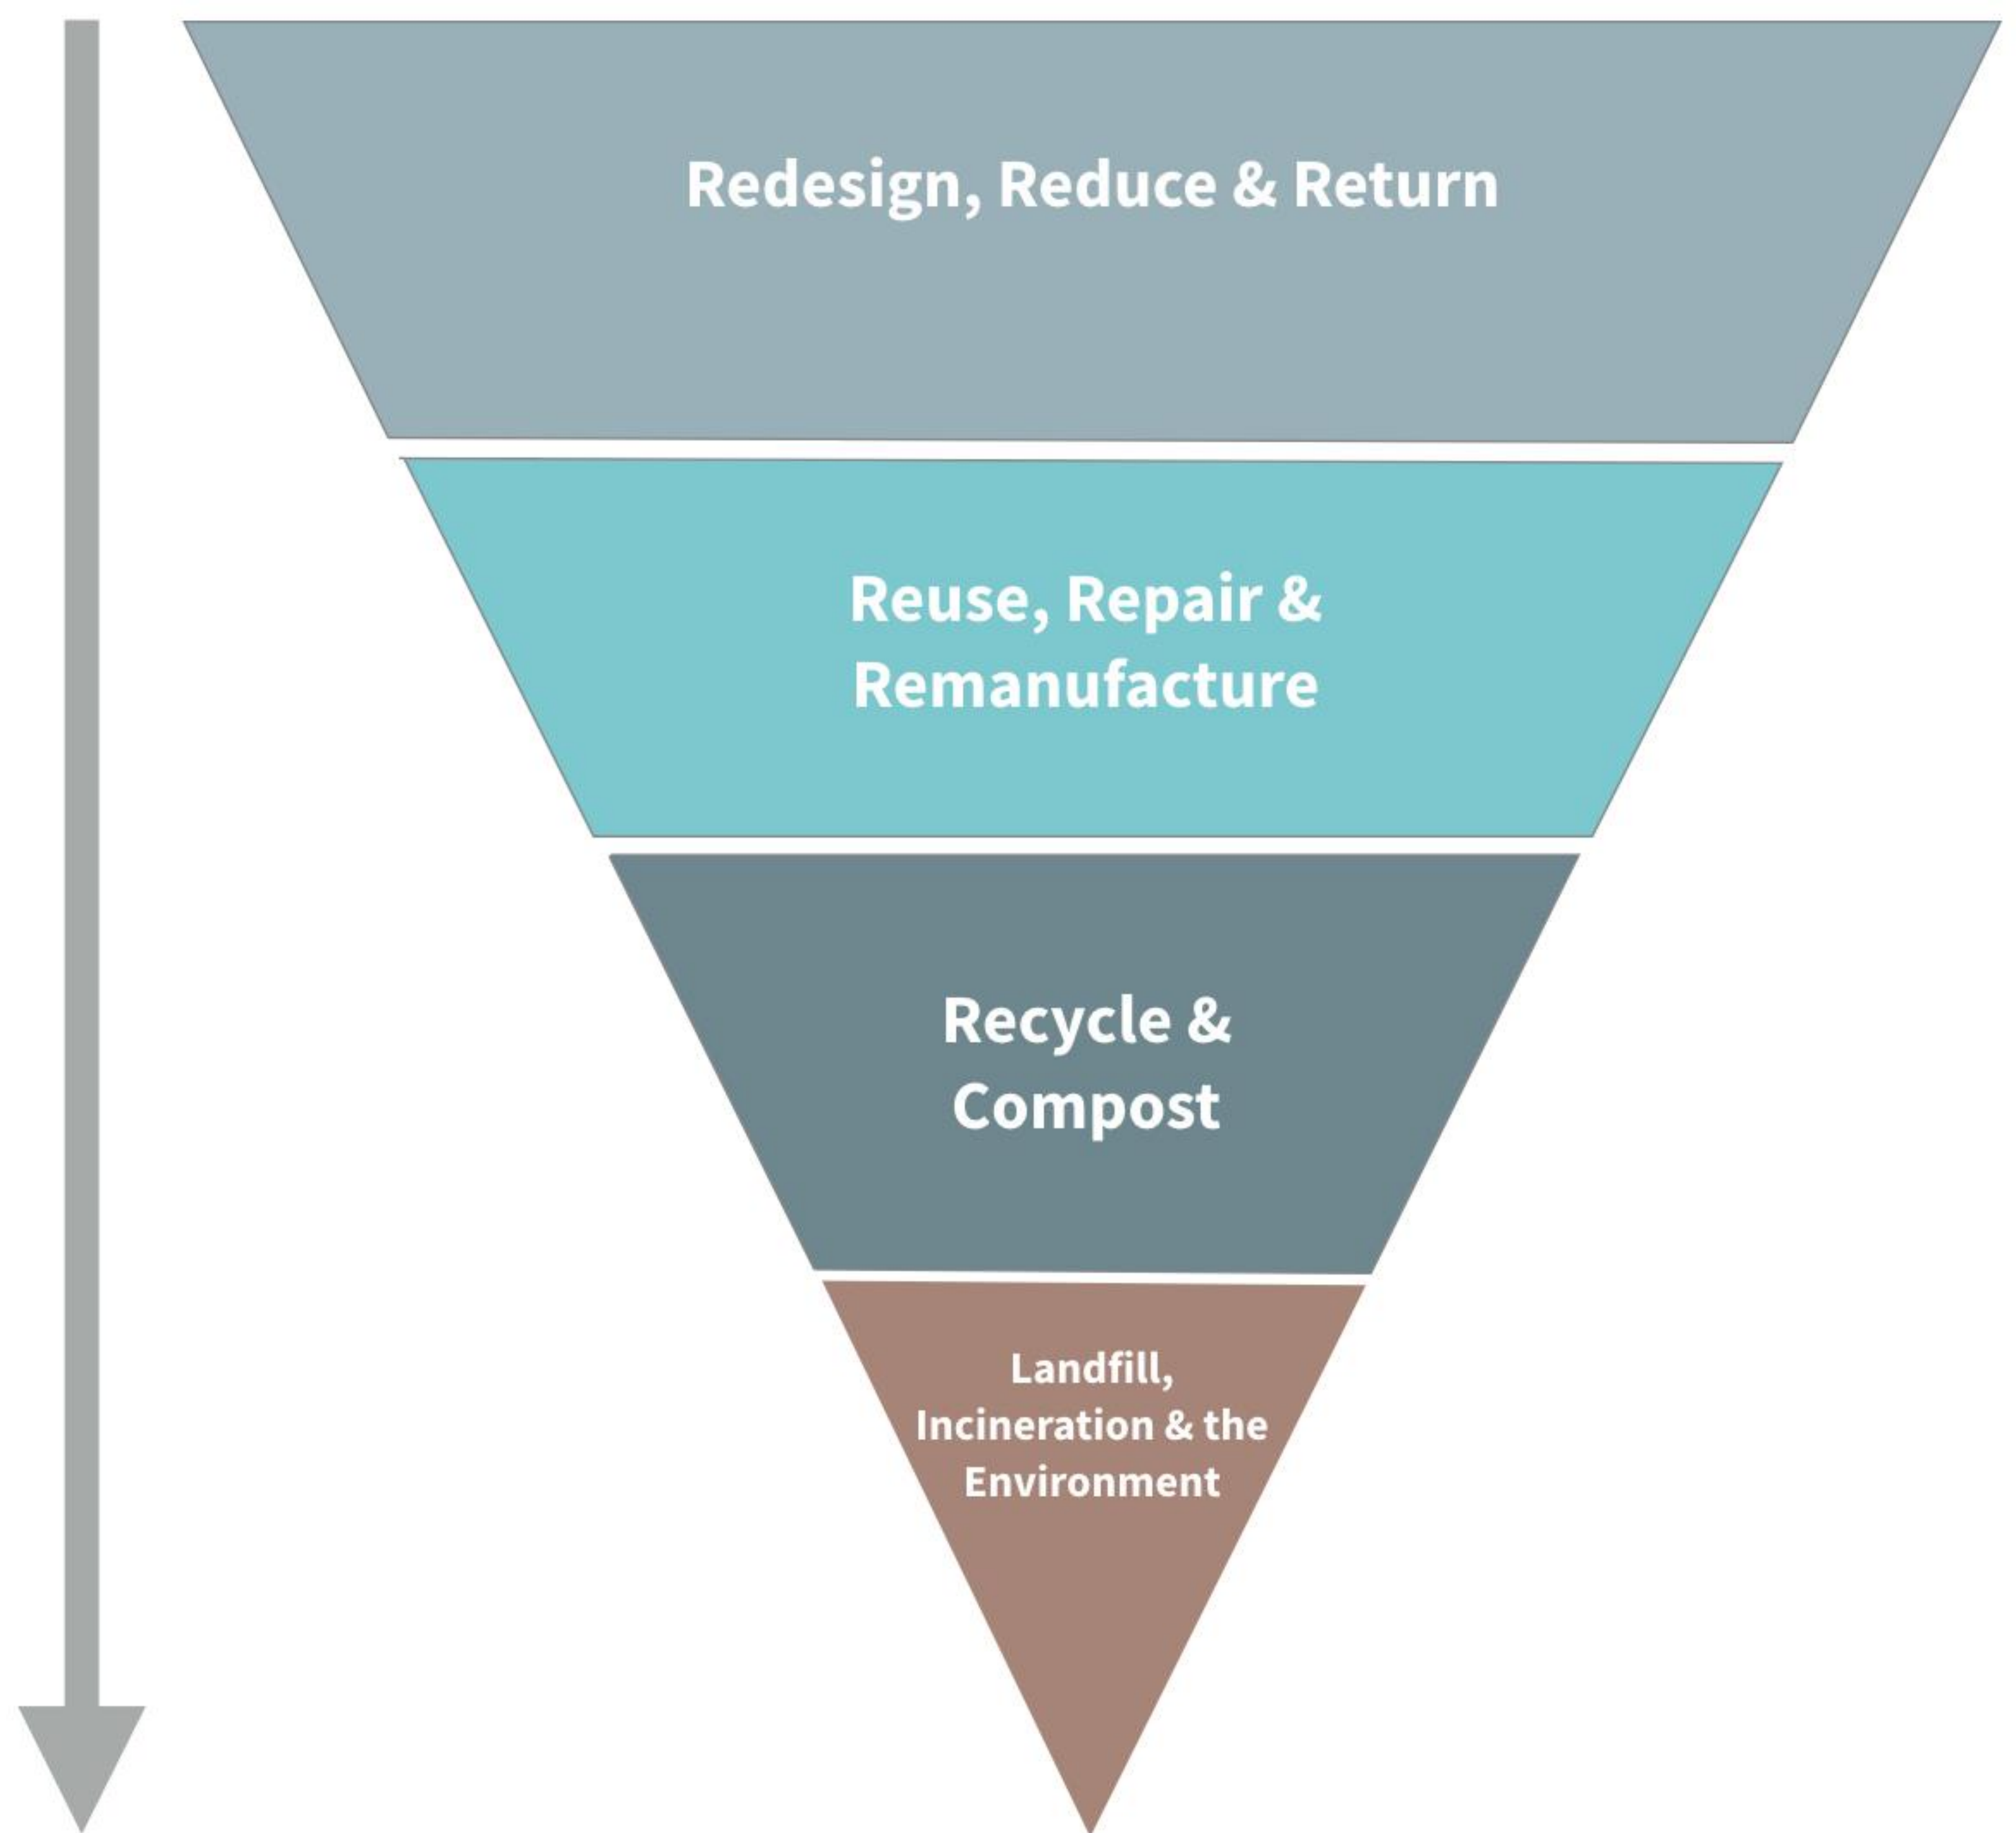 Redesign, Reduce & Return
Reuse, Repair &
Remanufacture
Recycle &
Compost
Landfill,
Incineration & the
Environment